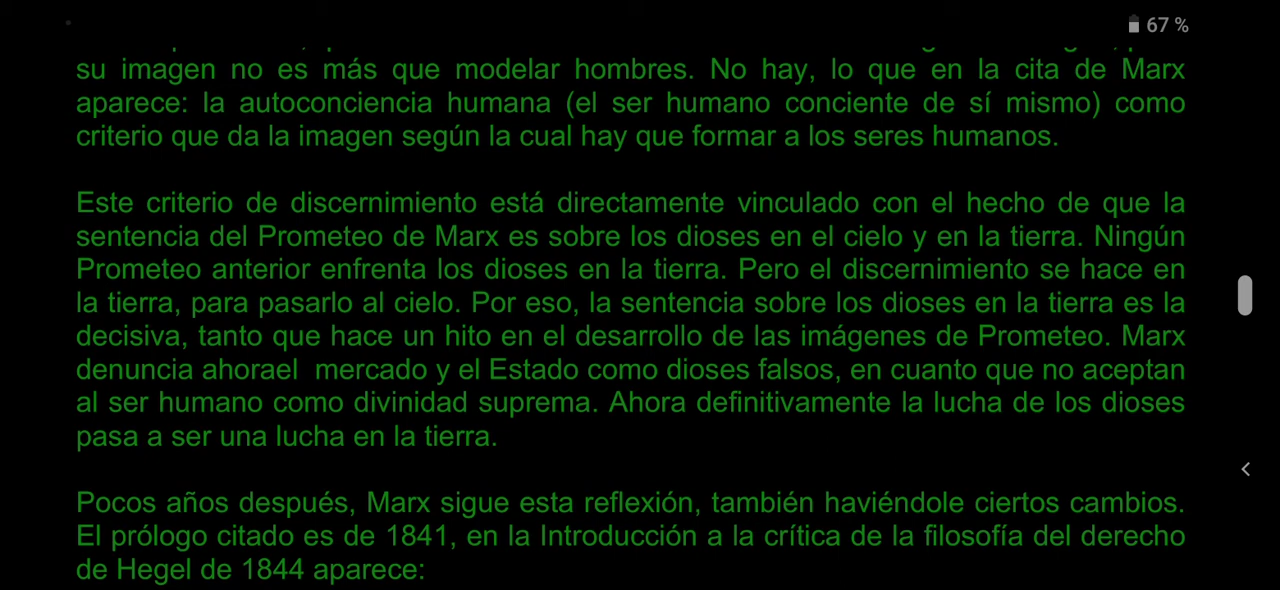 67 %
su imagen no es más que modelar hombres. No hay, lo que en la cita de Marx
aparece: la autoconciencia humana (el ser humano conciente de sí mismo) como
criterio que da la imagen según la cual hay que formar a los seres humanos.
Este criterio de discernimiento está directamente vinculado con el hecho de que la
sentencia del Prometeo de Marx es sobre los dioses en el cielo y en la tierra. Ningún
Prometeo anterior enfrenta los dioses en la tierra. Pero el discernimiento se hace en
la tierra, para pasarlo al cielo. Por eso, la sentencia sobre los dioses en la tierra es la
decisiva, tanto que hace un hito en el desarrollo de las imágenes de Prometeo. Marx
denuncia ahorael  mercado y el Estado como dioses falsos, en cuanto que no aceptan
al ser humano como divinidad suprema. Ahora definitivamente la lucha de los dioses
pasa a ser una lucha en la tierra.
Pocos años después, Marx sigue esta reflexión, también haviéndole ciertos cambios.
El prólogo citado es de 1841, en la Introducción a la crítica de la filosofía del derecho
de Hegel de 1844 aparece: